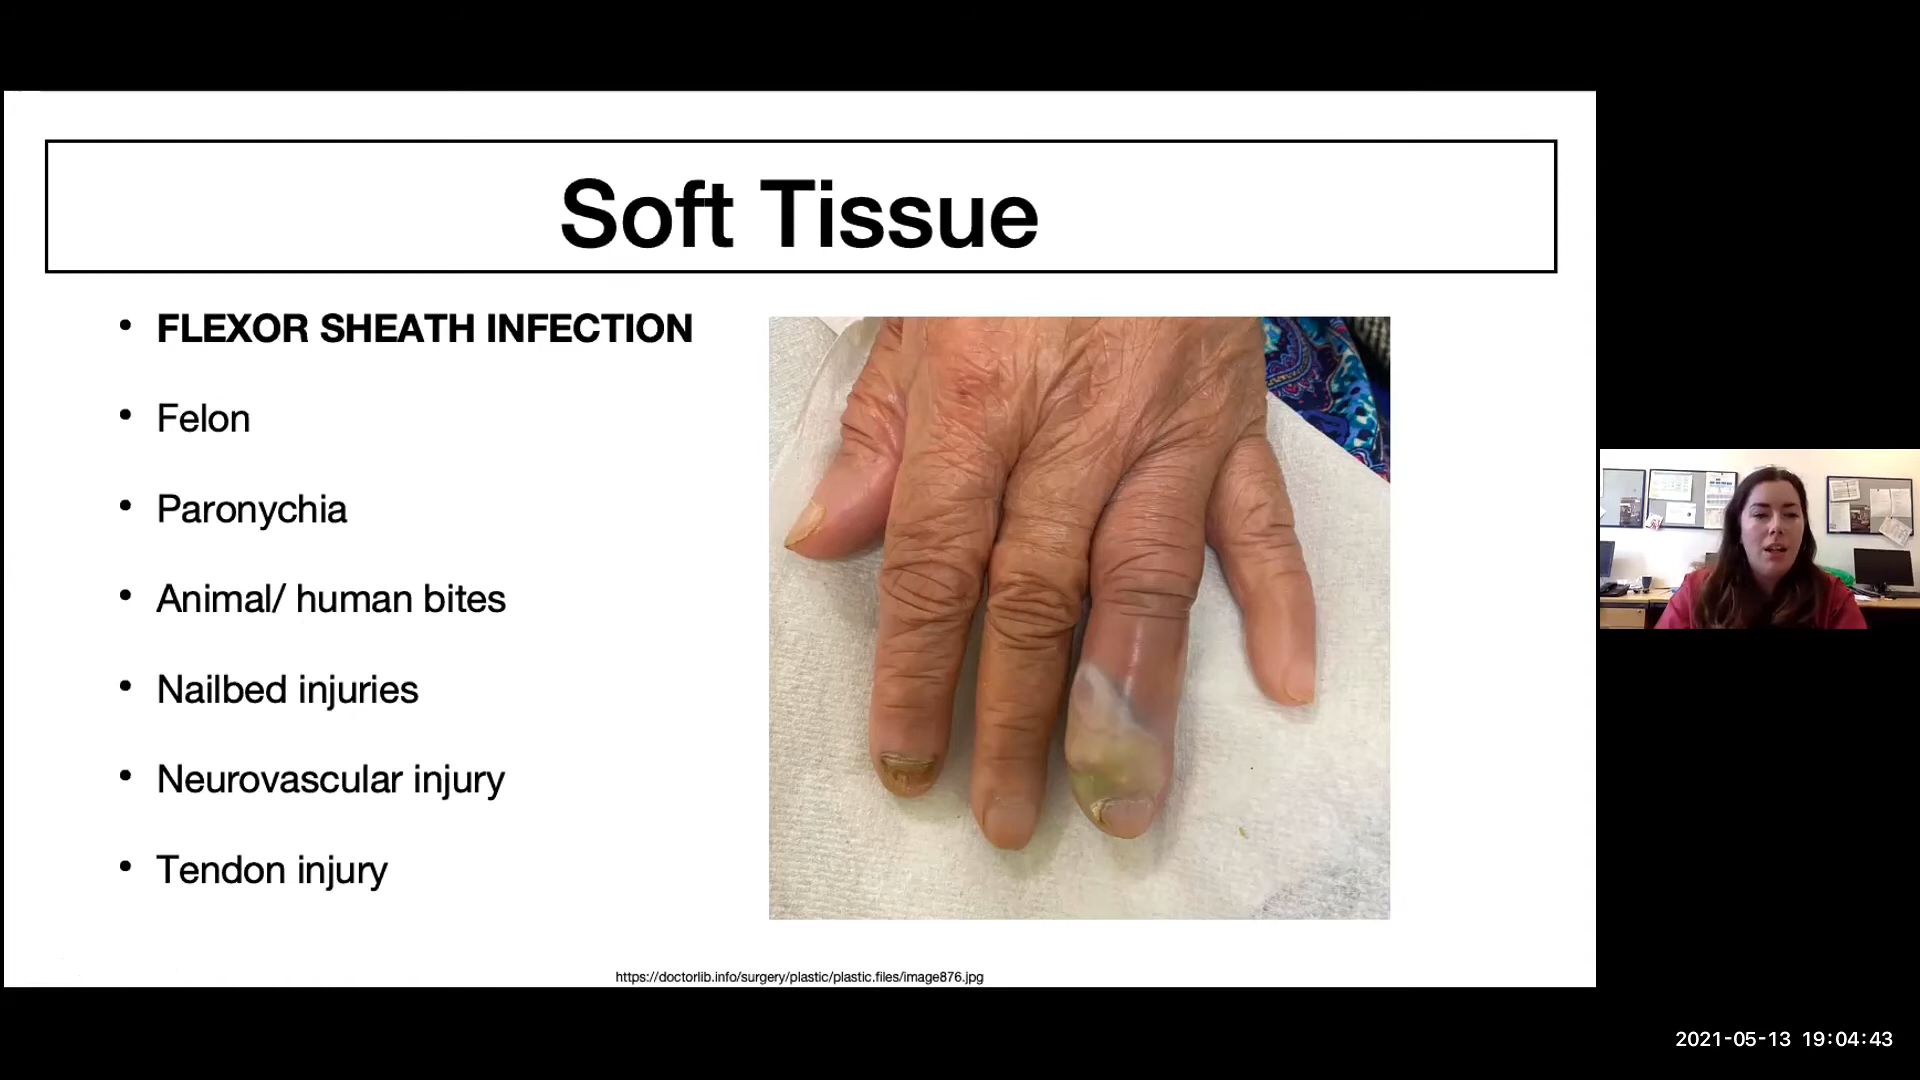 Soft Tissue
• FLEXOR SHEATH INFECTION
• Felon
• Paronychia
• Animal/ human bites
• Nailbed injuries
• Neurovascular injury
• Tendon injury
https://doctorlib.info/surgery/plastic/plastic.files/image876.jpg
2021-05-13 19:04:43